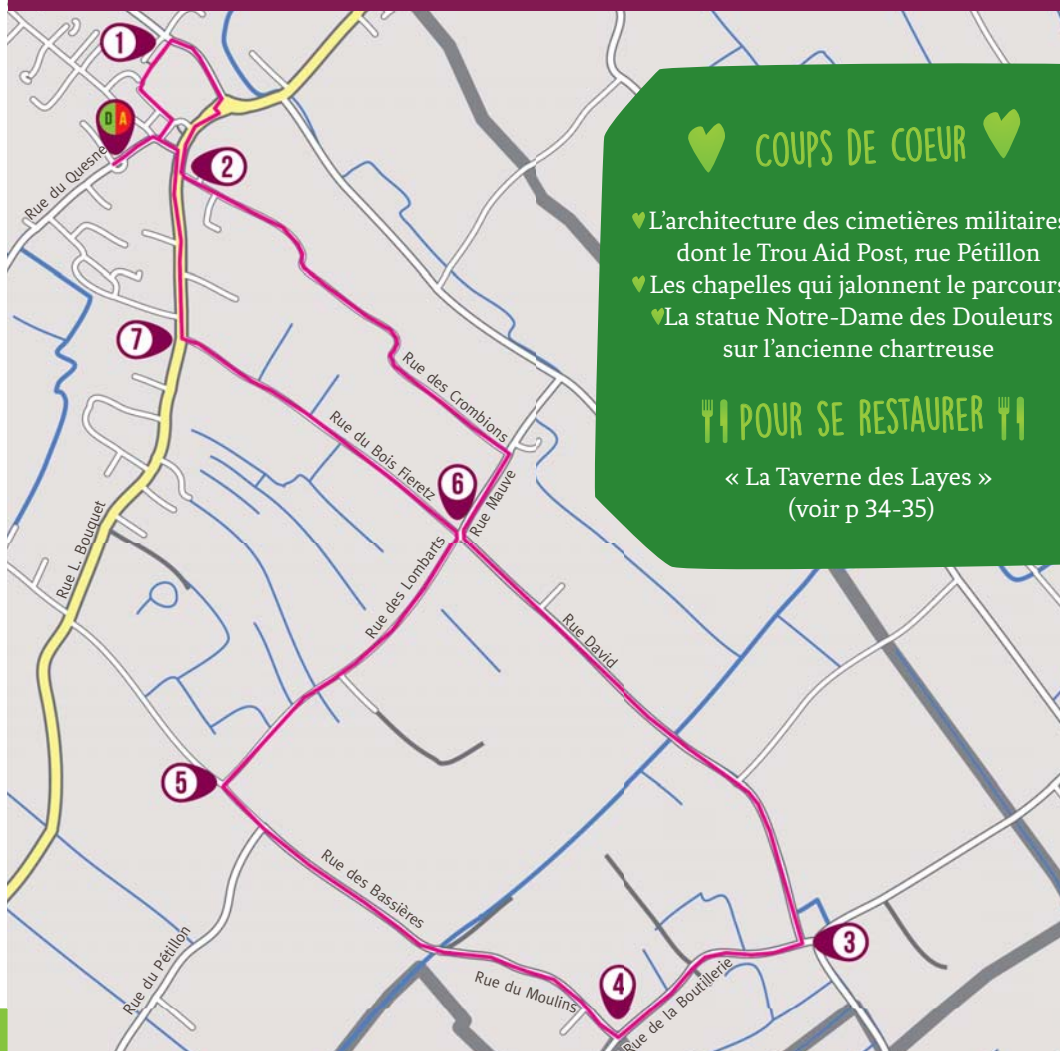 1
D A
Rue du Quesne
2
7
Rue des Crombions
Rue du Bois Fieretz
6
Rue Mauve
Rue L. Bouquet
Rue des Lombarts
Rue David
5
Rue des Bassières
3
Rue du Pétillon
Rue du Moulins
4
Rue de la Boutillerie
COUPS DE COEUR
L'architecture des cimetières militaires
dont le Trou Aid Post, rue Pétillon
Les chapelles qui jalonnent le parcours
La statue Notre-Dame des Douleurs
sur l'ancienne chartreuse
POUR SE RESTAURER
« La Taverne des Layes »
(voir p 34-35)